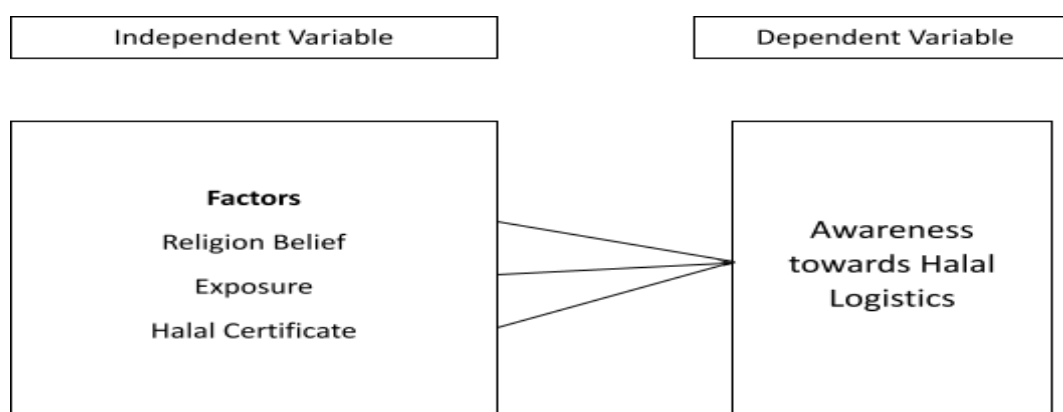 Independent Variable
Dependent Variable
Factors
Religion Belief
Exposure
Halal Certificate
Awareness
towards Halal
Logistics